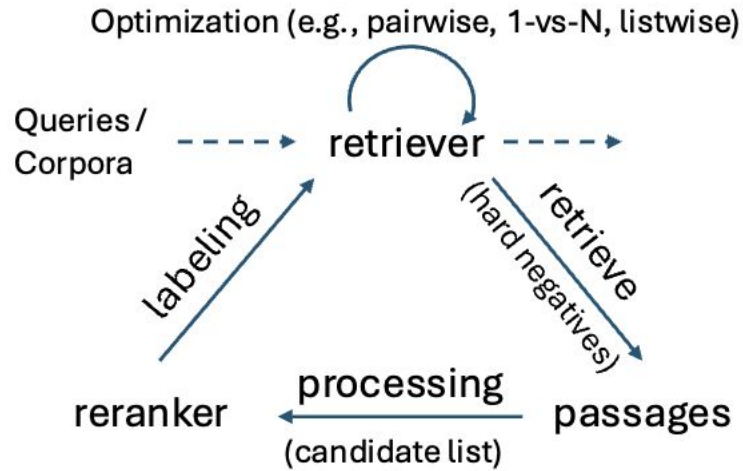 Optimization (e.g., pairwise, 1-vs-N, listwise)
Queries /
Corpora
retriever
labeling
retrieve
(hard negatives)
processing
reranker
passages
(candidate list)